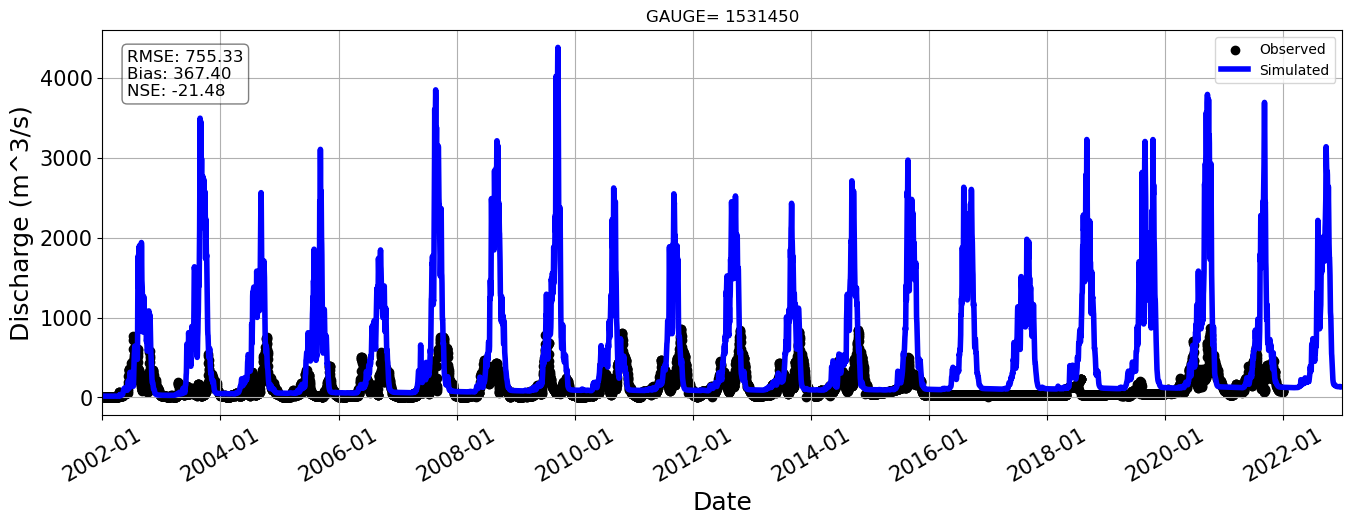 GAUGE= 1531450
RMSE: 755.33
Bias: 367.40
NSE: -21.48
Observed
Simulated
Discharge (m^3/s)
4000
3000
2000
1000
0
2002-01
2004-01
2006-01
2008-01
2010-01
2012-01
2014-01
2016-01
2018-01
2020-01
2022-01
Date